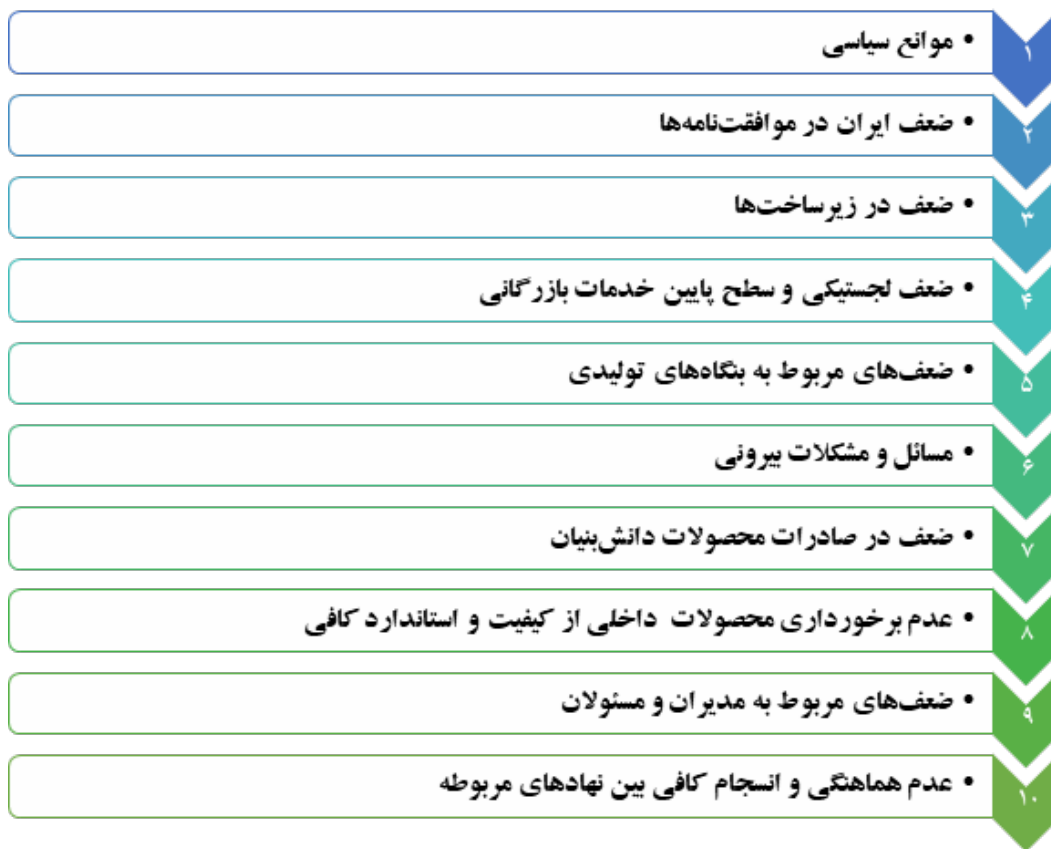 ۱
• موانع سیاسی
۲
• ضعف ایران در موافقت‌نامه‌ها
۳
• ضعف در زیرساخت‌ها
۴
• ضعف لجستیکی و سطح پایین خدمات بازرگانی
۵
• ضعف‌های مربوط به بنگاه‌های تولیدی
۶
• مسائل و مشکلات بیرونی
۷
• ضعف در صادرات محصولات دانش‌بنیان
۸
• عدم برخورداری محصولات داخلی از کیفیت و استاندارد کافی
۹
• ضعف‌های مربوط به مدیران و مسئولان
۱۰
• عدم هماهنگی و انسجام کافی بین نهادهای مربوطه